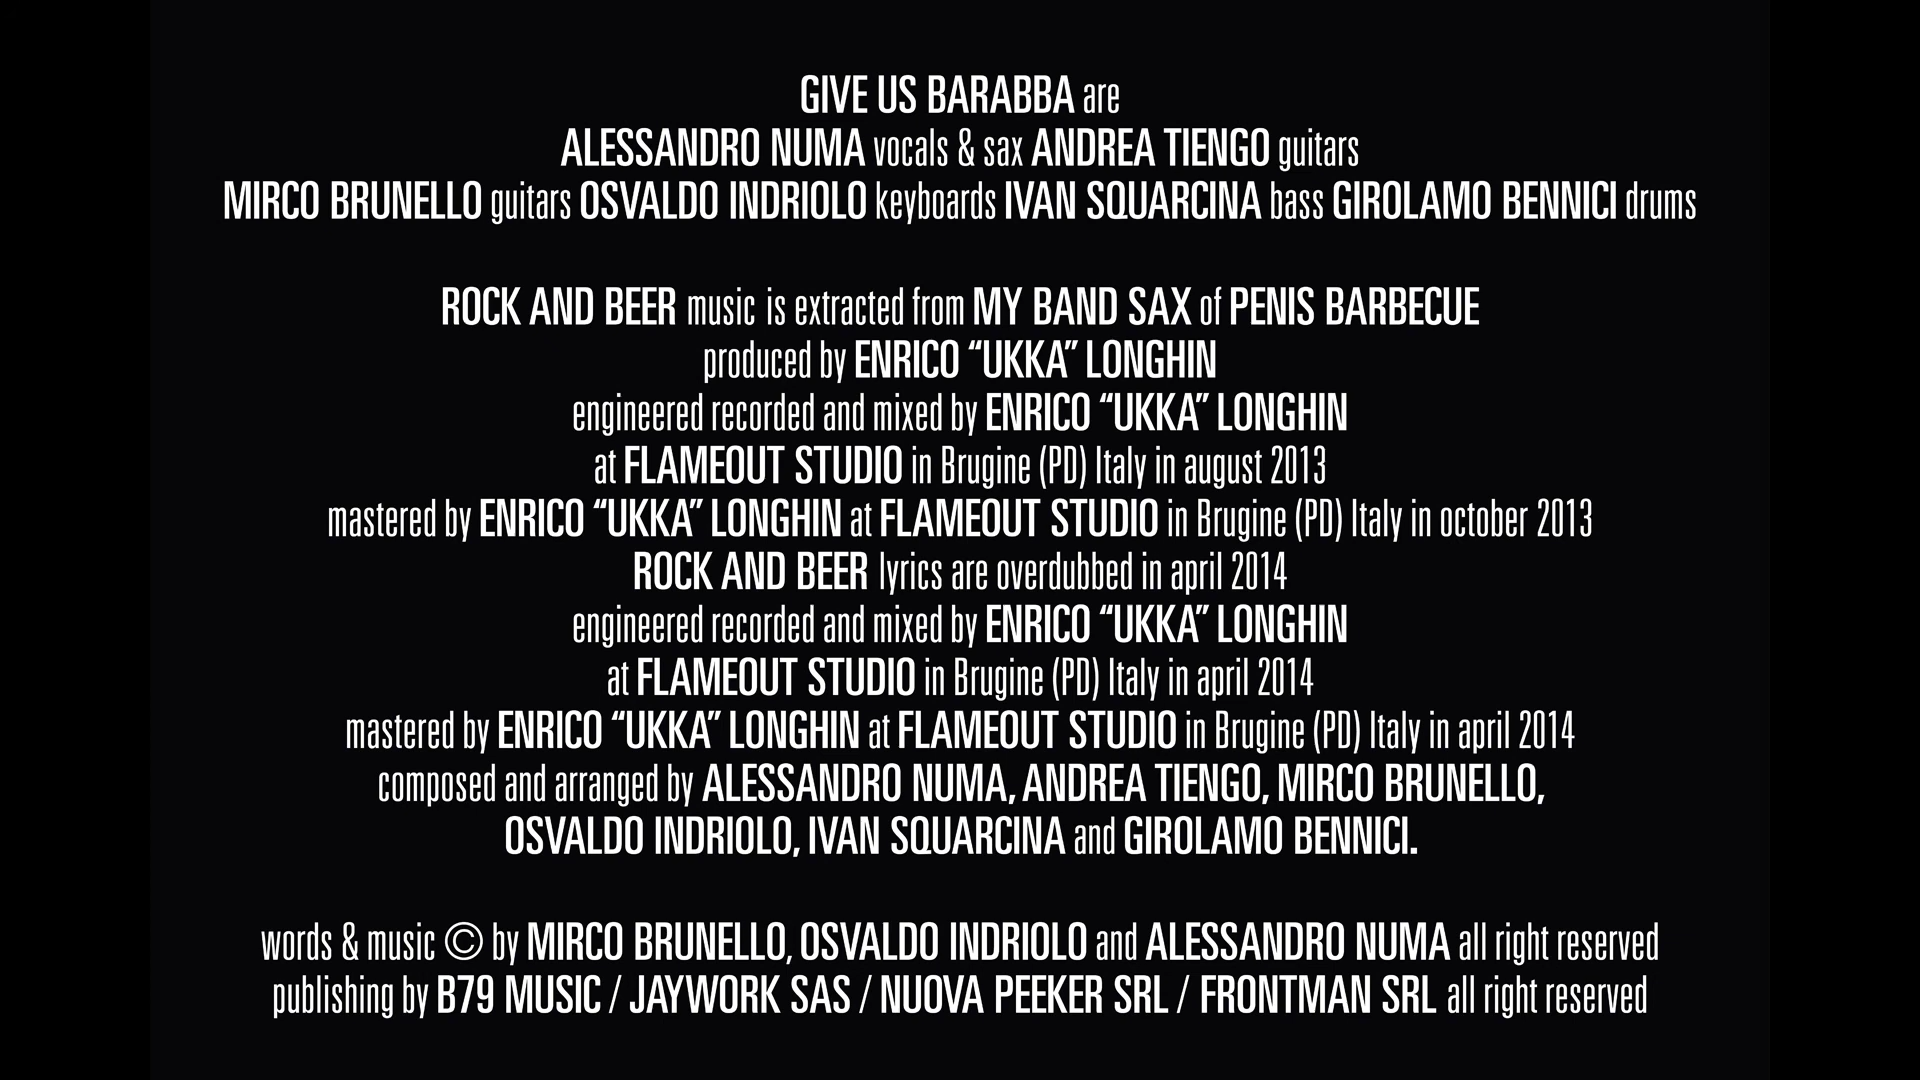 GIVE US BARABBA are
ALESSANDRO NUMA vocals & sax ANDREA TIENGO guitars
MIRCO BRUNELLO guitars OSVALDO INDRIOLO keyboards IVAN SQUARCINA bass GIROLAMO BENNICI drums
ROCK AND BEER music is extracted from MY BAND SAX of PENIS BARBECUE
produced by ENRICO “UKKA” LONGHIN
engineered recorded and mixed by ENRICO “UKKA” LONGHIN
at FLAMEOUT STUDIO in Brugine (PD) Italy in august 2013
mastered by ENRICO “UKKA” LONGHIN at FLAMEOUT STUDIO in Brugine (PD) Italy in october 2013
ROCK AND BEER lyrics are overdubbed in april 2014
engineered recorded and mixed by ENRICO “UKKA” LONGHIN
at FLAMEOUT STUDIO in Brugine (PD) Italy in april 2014
mastered by ENRICO “UKKA” LONGHIN at FLAMEOUT STUDIO in Brugine (PD) Italy in april 2014
composed and arranged by ALESSANDRO NUMA, ANDREA TIENGO, MIRCO BRUNELLO,
OSVALDO INDRIOLO, IVAN SQUARCINA and GIROLAMO BENNICI.
words & music © by MIRCO BRUNELLO, OSVALDO INDRIOLO and ALESSANDRO NUMA all right reserved
publishing by B79 MUSIC / JAYWORK SAS / NUOVA PEEKER SRL / FRONTMAN SRL all right reserved